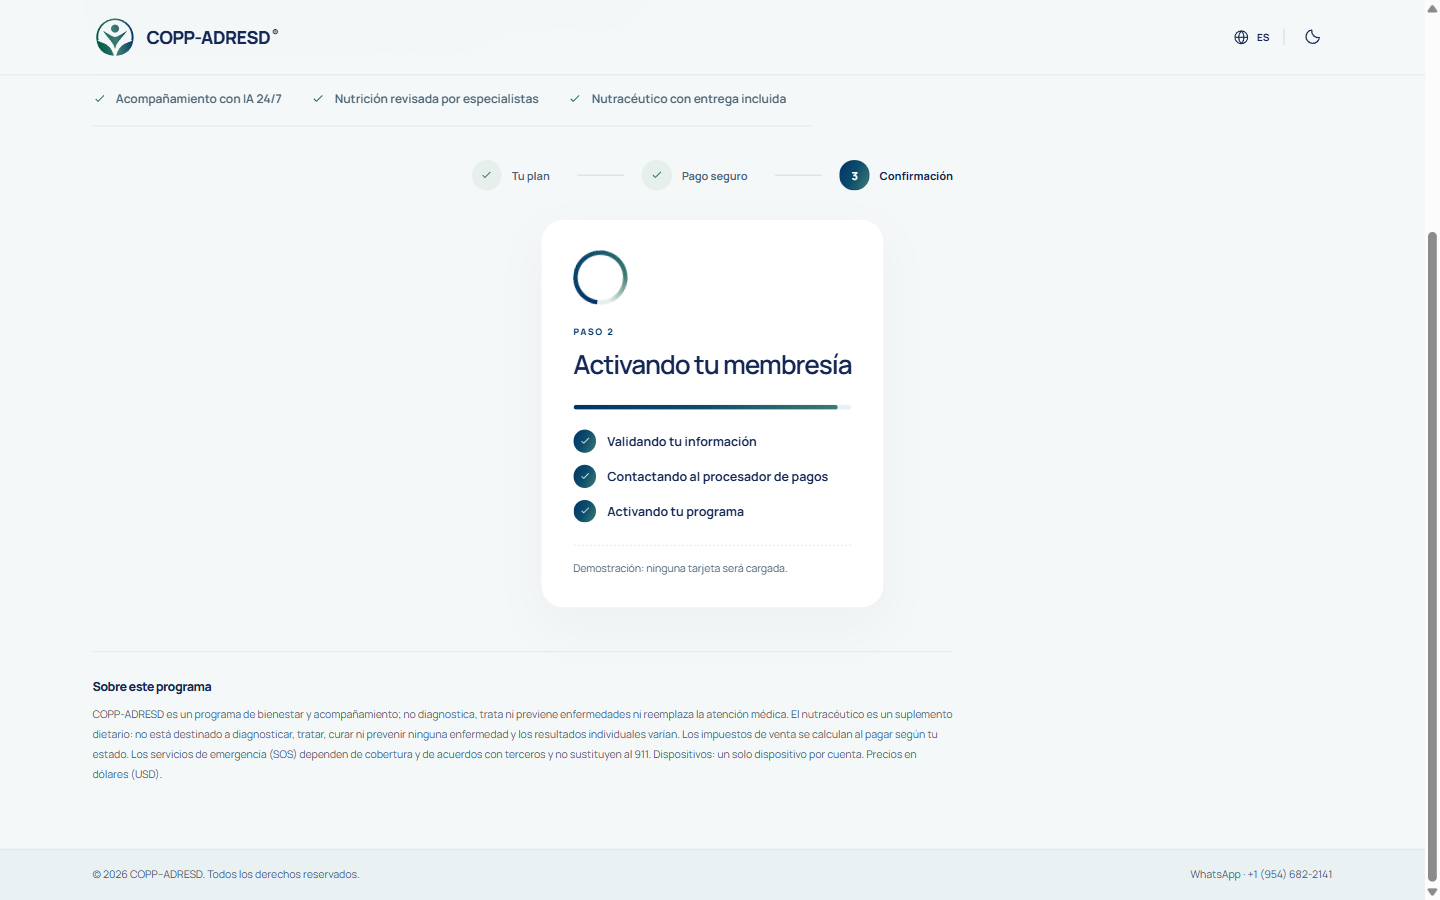 COPP-ADRESD®
ES
Acompañamiento con IA 24/7
Nutrición revisada por especialistas
Nutracéutico con entrega incluida
Tu plan
Pago seguro
3
Confirmación
PASO 2
Activando tu membresía
Validando tu información
Contactando al procesador de pagos
Activando tu programa
Demostración: ninguna tarjeta será cargada.
Sobre este programa
COPP-ADRESD es un programa de bienestar y acompañamiento; no diagnostica, trata ni previene enfermedades ni reemplaza la atención médica. El nutracéutico es un suplemento
dietario: no está destinado a diagnosticar, tratar, curar ni prevenir ninguna enfermedad y los resultados individuales varían. Los impuestos de venta se calculan al pagar según tu
estado. Los servicios de emergencia (SOS) dependen de cobertura y de acuerdos con terceros y no sustituyen al 911. Dispositivos: un solo dispositivo por cuenta. Precios en
dólares (USD).
© 2026 COPP-ADRESD. Todos los derechos reservados.
WhatsApp · +1 (954) 682-2141